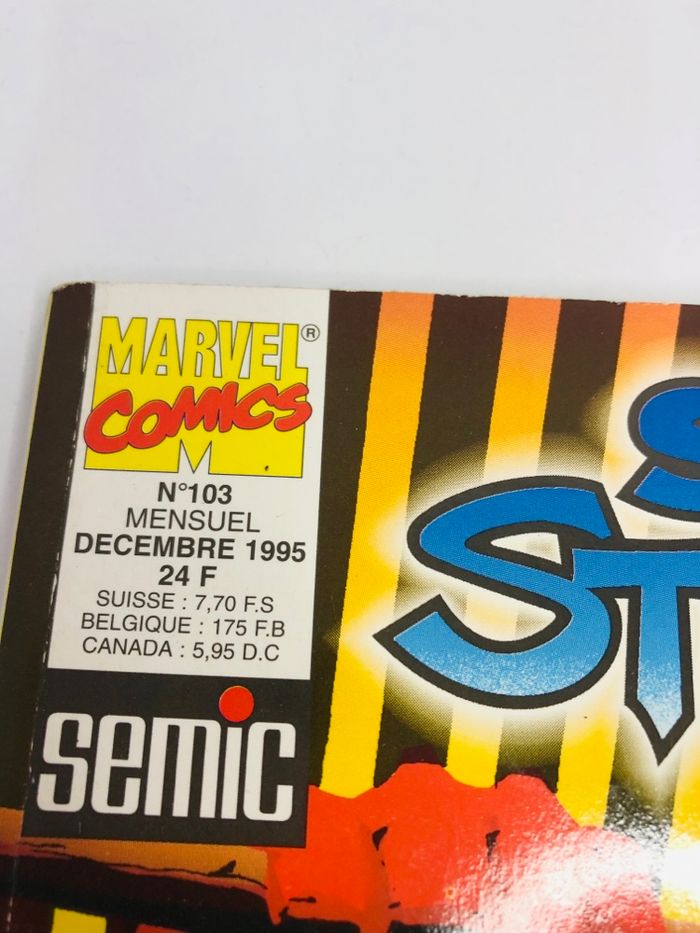 MARVEL®
COMICS
M
N°103
MENSUEL
DECEMBRE 1995
24 F
SUISSE : 7,70 F.S
BELGIQUE : 175 F.B
CANADA : 5,95 D.C
semic